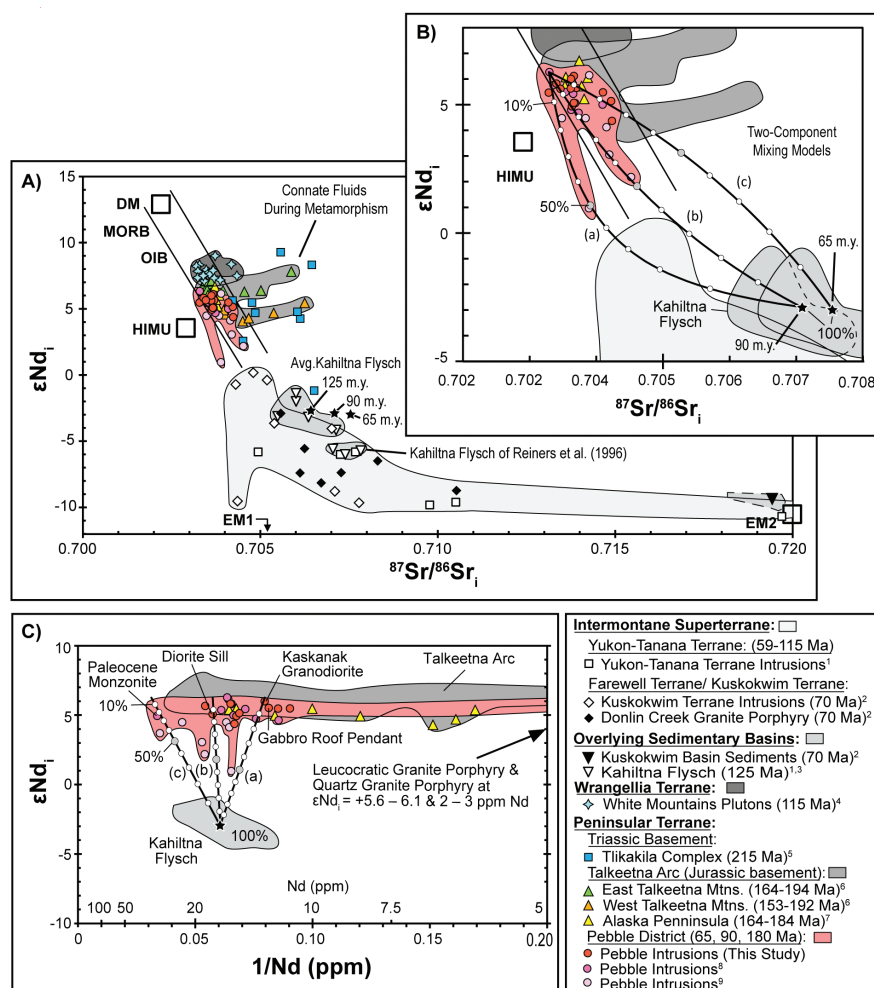 B)
εNd_i
5
0
-5
10%
50%
HIMU
Two-Component
Mixing Models
(a)
(b)
(c)
65 m.y.
Kahiltna
Flysch
90 m.y.
100%
0.702
0.703
0.704
0.705
0.706
0.707
0.708
⁸⁷Sr/⁸⁶Sr_i
A)
εNd_i
15
10
5
0
-5
-10
DM
MORB
OIB
HIMU
Connate Fluids
During Metamorphism
Avg.Kahiltna Flysch
125 m.y.
90 m.y.
65 m.y.
Kahiltna Flysch of Reiners et al. (1996)
EM1
EM2
0.700
0.705
0.710
0.715
0.720
⁸⁷Sr/⁸⁶Sr_i
C)
εNd_i
10
5
0
-5
-10
Paleocene
Monzonite
Diorite Sill
Kaskanak
Granodiorite
Talkeetna Arc
10%
50%
(c)
(b)
(a)
Gabbro Roof Pendant
Leucocratic Granite Porphyry &
Quartz Granite Porphyry at
εNd_i = +5.6 – 6.1 & 2 – 3 ppm Nd
Kahiltna
Flysch
100%
Nd (ppm)
100 50 20 10 7.5 5
0 0.05 0.10 0.15 0.20
1/Nd (ppm)
Intermontane Superterrane:
Yukon-Tanana Terrane: (59-115 Ma)
Yukon-Tanana Terrane Intrusions¹
Farewell Terrane/ Kuskokwim Terrane:
Kuskokwim Terrane Intrusions (70 Ma)²
Donlin Creek Granite Porphyry (70 Ma)²
Overlying Sedimentary Basins:
Kuskokwim Basin Sediments (70 Ma)²
Kahiltna Flysch (125 Ma)¹,³
Wrangellia Terrane:
White Mountains Plutons (115 Ma)⁴
Peninsular Terrane:
Triassic Basement:
Tlikakila Complex (215 Ma)⁵
Talkeetna Arc (Jurassic basement):
East Talkeetna Mtns. (164-194 Ma)⁶
West Talkeetna Mtns. (153-192 Ma)⁶
Alaska Penninsula (164-184 Ma)⁷
Pebble District (65, 90, 180 Ma):
Pebble Intrusions (This Study)
Pebble Intrusions⁸
Pebble Intrusions⁹